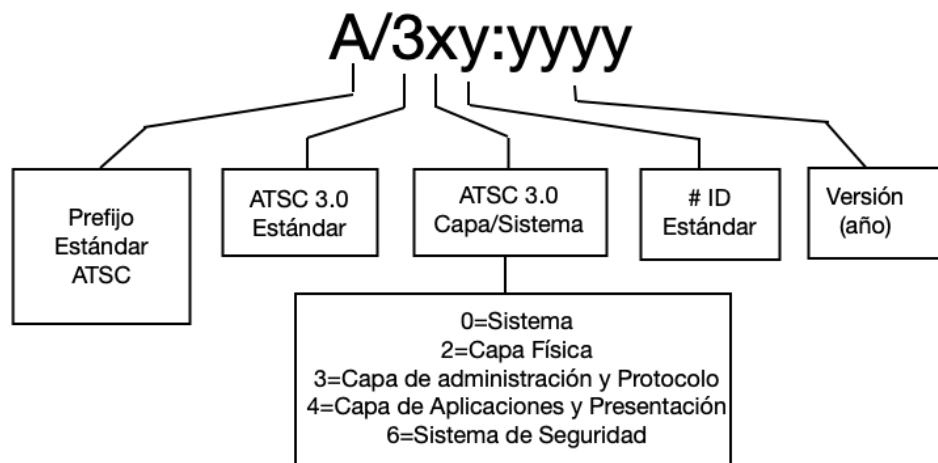 A/3xy:yyyy
Prefijo
Estándar
ATSC
ATSC 3.0
Estándar
ATSC 3.0
Capa/Sistema
# ID
Estándar
Versión
(año)
0=Sistema
2=Capa Física
3=Capa de administración y Protocolo
4=Capa de Aplicaciones y Presentación
6=Sistema de Seguridad